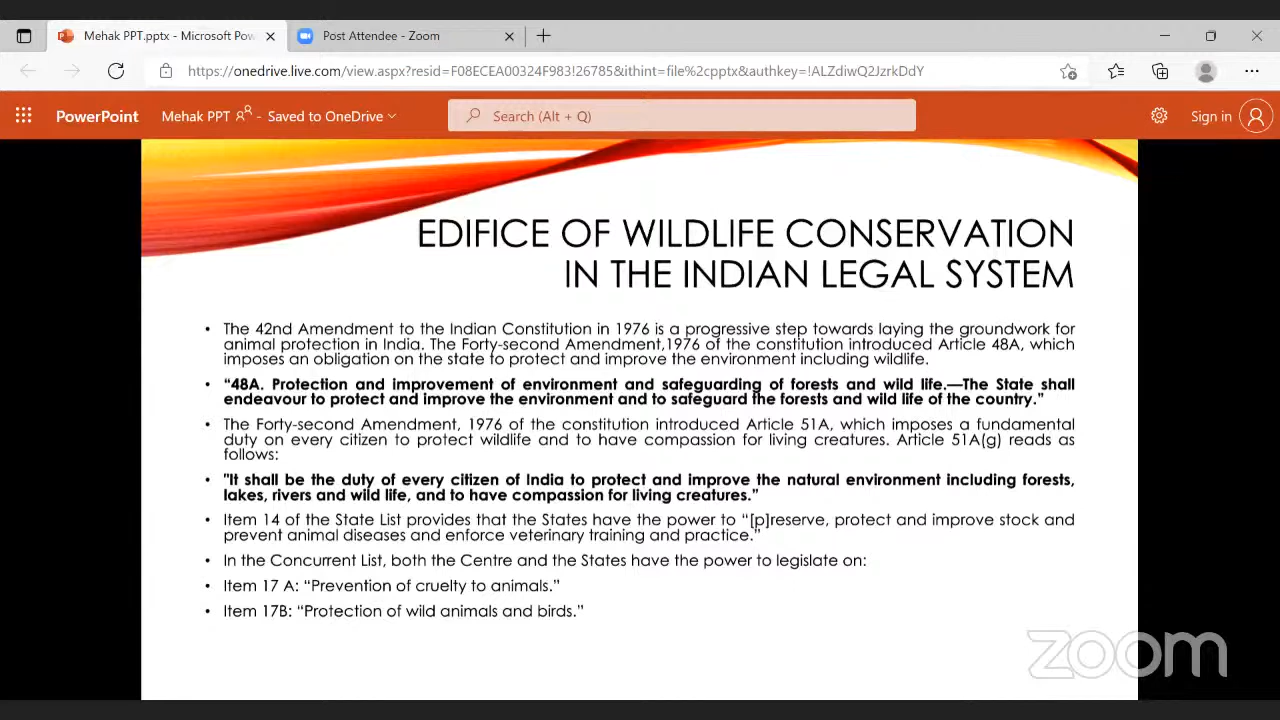 Mehak PPT.pptx - Microsoft Pow
Post Attendee - Zoom
https://onedrive.live.com/view.aspx?resid=F08ECEA00324F983!26785&ithint=file%2cpptx&authkey=!ALZdiwQ2JzrkDdY
PowerPoint Mehak PPT - Saved to OneDrive Search (Alt + Q) Sign in
EDIFICE OF WILDLIFE CONSERVATION
IN THE INDIAN LEGAL SYSTEM
• The 42nd Amendment to the Indian Constitution in 1976 is a progressive step towards laying the groundwork for
animal protection in India. The Forty-second Amendment,1976 of the constitution introduced Article 48A, which
imposes an obligation on the state to protect and improve the environment including wildlife.
• “48A. Protection and improvement of environment and safeguarding of forests and wild life.—The State shall
endeavour to protect and improve the environment and to safeguard the forests and wild life of the country.”
• The Forty-second Amendment, 1976 of the constitution introduced Article 51A, which imposes a fundamental
duty on every citizen to protect wildlife and to have compassion for living creatures. Article 51A(g) reads as
follows:
• "It shall be the duty of every citizen of India to protect and improve the natural environment including forests,
lakes, rivers and wild life, and to have compassion for living creatures.”
• Item 14 of the State List provides that the States have the power to “[p]reserve, protect and improve stock and
prevent animal diseases and enforce veterinary training and practice.”
• In the Concurrent List, both the Centre and the States have the power to legislate on:
• Item 17 A: “Prevention of cruelty to animals.”
• Item 17B: “Protection of wild animals and birds.”
zoom